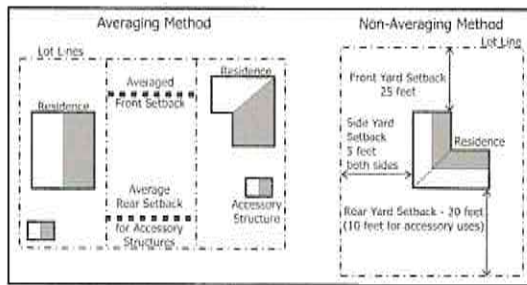 Averaging Method
Lot Lines
Residence
Averaged
Front Setback
Residence
Average
Rear Setback
for Accessory
Structures
Accessory
Structure
Non-Averaging Method
Lot Line
Front Yard Setback
25 feet
Side Yard
Setback
5 feet
both sides
Residence
Rear Yard Setback - 20 feet
(10 feet for accessory uses)